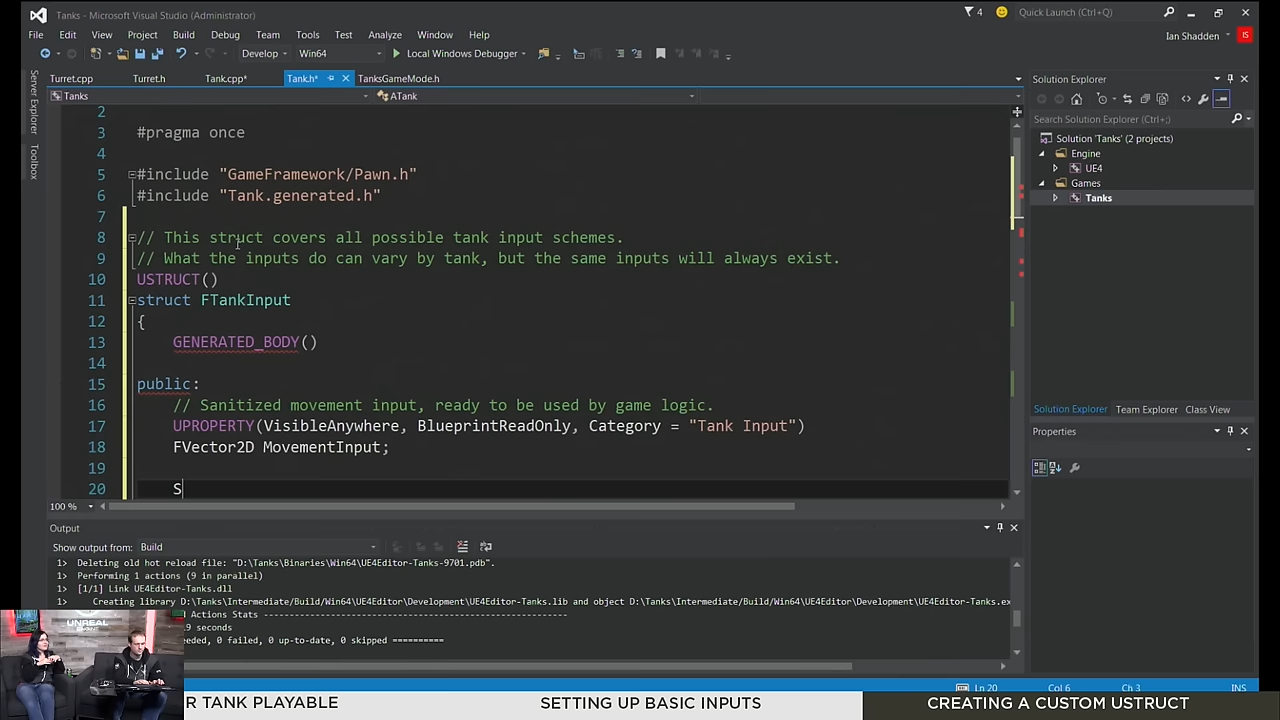 Tanks - Microsoft Visual Studio (Administrator)
4
Quick Launch (Ctrl+Q)
File Edit View Project Build Debug Team Tools Test Analyze Window Help
Ian Shadden
IS
Develop Win64 Local Windows Debugger
Turret.cpp Turret.h Tank.cpp* Tank.h* TanksGameMode.h
Tanks
ATank
Server Explorer
Toolbox
2
3 #pragma once
4
5 #include "GameFramework/Pawn.h"
6 #include "Tank.generated.h"
7
8 // This struct covers all possible tank input schemes.
9 // What the inputs do can vary by tank, but the same inputs will always exist.
10 USTRUCT()
11 struct FTankInput
12 {
13 GENERATED_BODY()
14
15 public:
16 // Sanitized movement input, ready to be used by game logic.
17 UPROPERTY(VisibleAnywhere, BlueprintReadOnly, Category = "Tank Input")
18 FVector2D MovementInput;
19
20 S
100 %
Solution Explorer
Search Solution Explorer (Ctrl+;)
Solution 'Tanks' (2 projects)
Engine
UE4
Games
Tanks
Solution Explorer Team Explorer Class View
Properties
Output
Show output from: Build
1> Deleting old hot reload file: "D:\Tanks\Binaries\Win64\UE4Editor-Tanks-9701.pdb".
1> Performing 1 actions (9 in parallel)
1> [1/1] Link UE4Editor-Tanks.dll
1> Creating library D:\Tanks\Intermediate\Build\Win64\UE4Editor\Development\UE4Editor-Tanks.lib and object D:\Tanks\Intermediate\Build\Win64\UE4Editor\Development\UE4Editor-Tanks.ex
Actions Stats ----------
9 seconds
eeded, 0 failed, 0 up-to-date, 0 skipped ==========
UNREAL
Ln 20 Col 6 Ch 3 INS
R TANK PLAYABLE
SETTING UP BASIC INPUTS
CREATING A CUSTOM USTRUCT